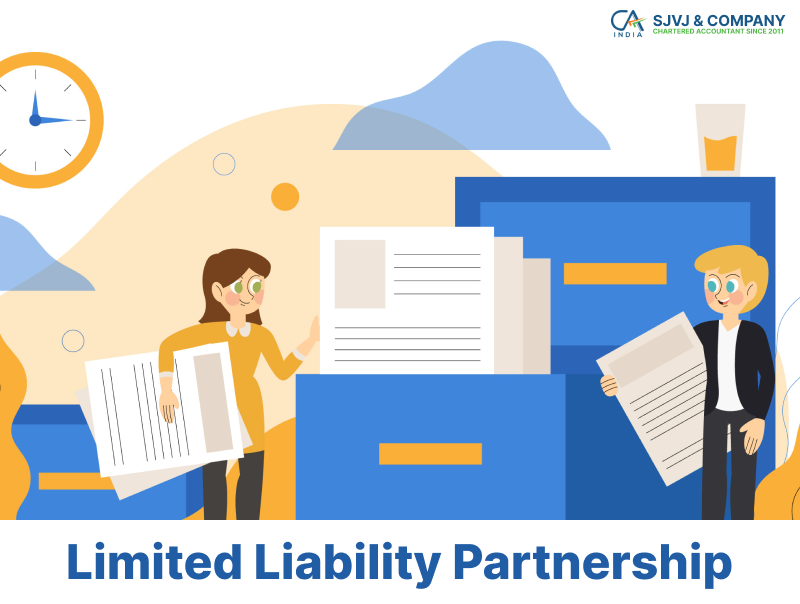 CA
INDIA
SJVJ & COMPANY
CHARTERED ACCOUNTANT SINCE 2011
Limited Liability Partnership